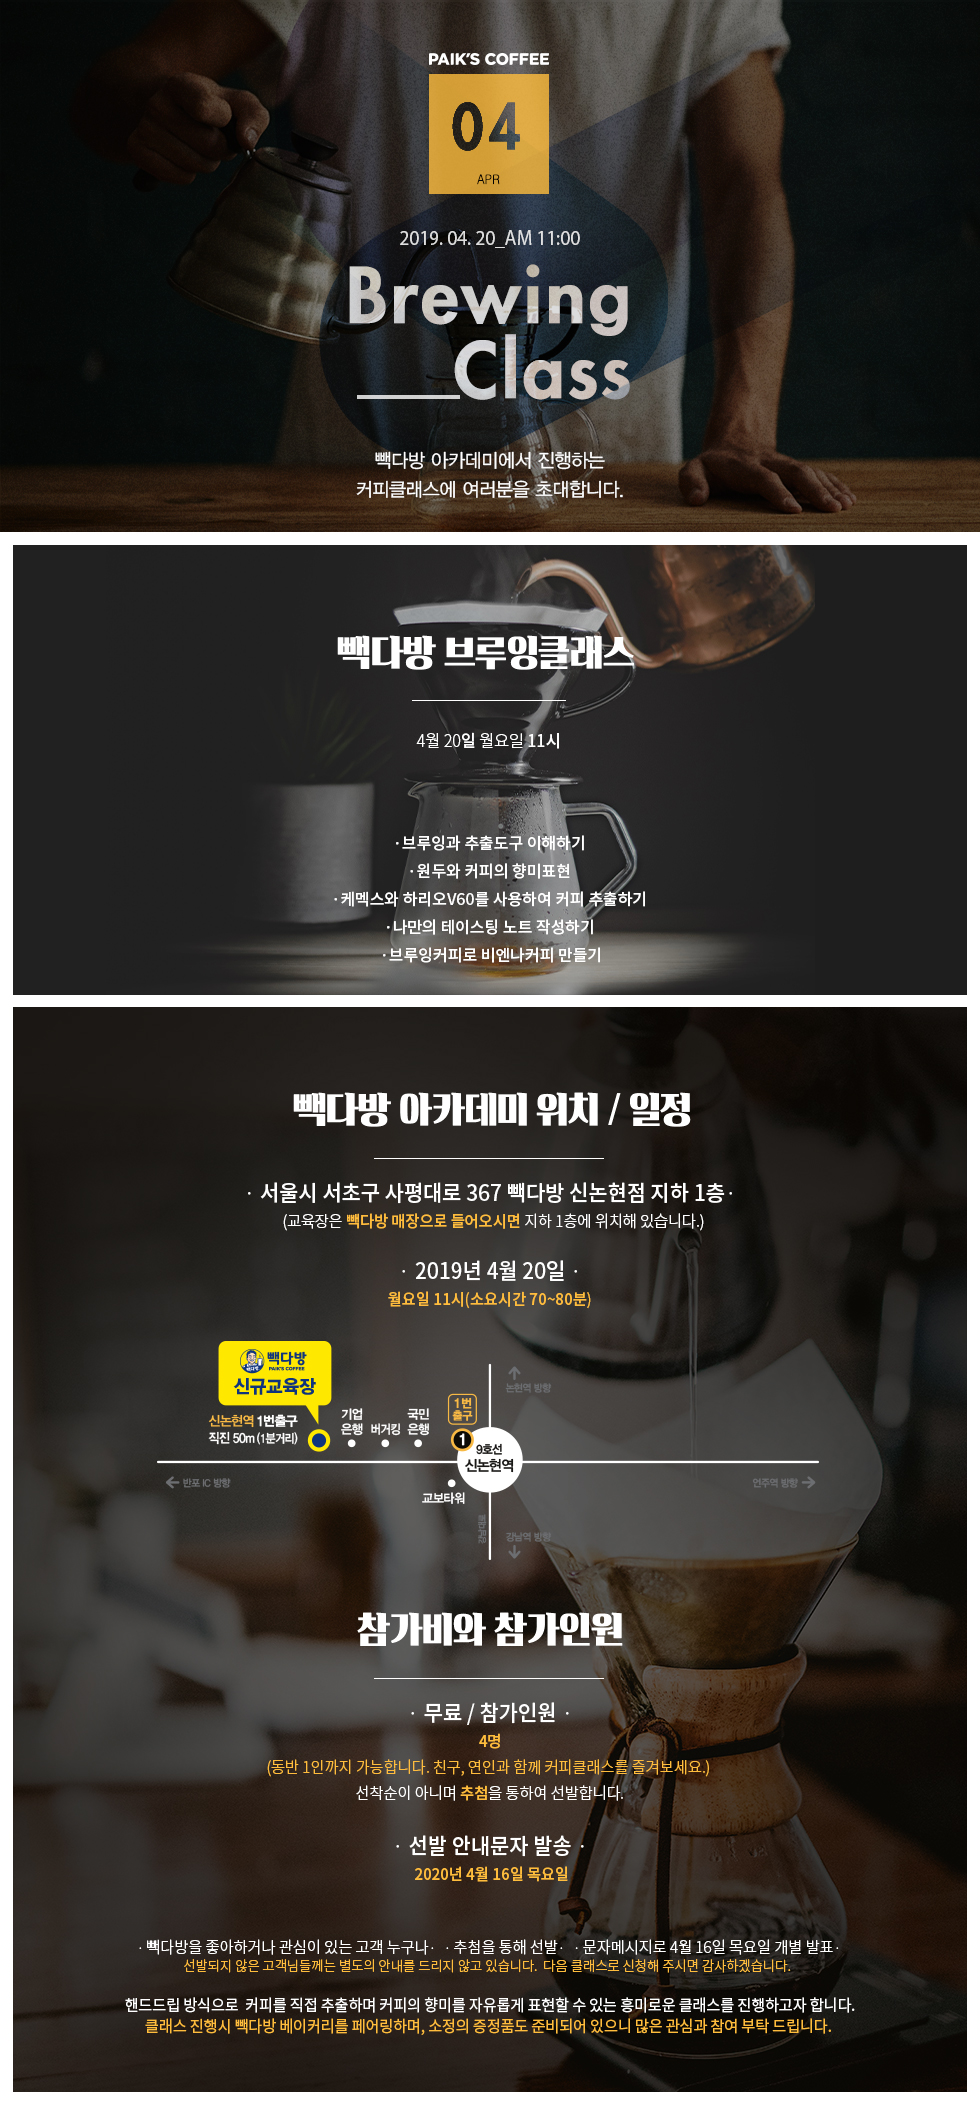 PAIK'S COFFEE
04
APR
2019. 04. 20_AM 11:00
Brewing
__Class
빽다방 아카데미에서 진행하는
커피클래스에 여러분을 초대합니다.
빽다방 브루잉클래스
4월 20일 월요일 11시
·브루잉과 추출도구 이해하기
·원두와 커피의 향미표현
·케멕스와 하리오V60를 사용하여 커피 추출하기
·나만의 테이스팅 노트 작성하기
·브루잉커피로 비엔나커피 만들기
빽다방 아카데미 위치 / 일정
· 서울시 서초구 사평대로 367 빽다방 신논현점 지하 1층·
(교육장은 빽다방 매장으로 들어오시면 지하 1층에 위치해 있습니다.)
· 2019년 4월 20일 ·
월요일 11시(소요시간 70~80분)
빽다방
PAIK'S COFFEE
신규교육장
신논현역 1번출구
직진 50m (1분거리)
기업
은행
버거킹
국민
은행
1번
출구
1
9호선
신논현역
논현역 방향
반포 IC 방향
언주역 방향
교보타워
강남대로
강남역 방향
참가비와 참가인원
· 무료 / 참가인원 ·
4명
(동반 1인까지 가능합니다. 친구, 연인과 함께 커피클래스를 즐겨보세요.)
선착순이 아니며 추첨을 통하여 선발합니다.
· 선발 안내문자 발송 ·
2020년 4월 16일 목요일
· 빽다방을 좋아하거나 관심이 있는 고객 누구나· · 추첨을 통해 선발· · 문자메시지로 4월 16일 목요일 개별 발표·
선발되지 않은 고객님들께는 별도의 안내를 드리지 않고 있습니다. 다음 클래스로 신청해 주시면 감사하겠습니다.
핸드드립 방식으로 커피를 직접 추출하며 커피의 향미를 자유롭게 표현할 수 있는 흥미로운 클래스를 진행하고자 합니다.
클래스 진행시 빽다방 베이커리를 페어링하며, 소정의 증정품도 준비되어 있으니 많은 관심과 참여 부탁 드립니다.